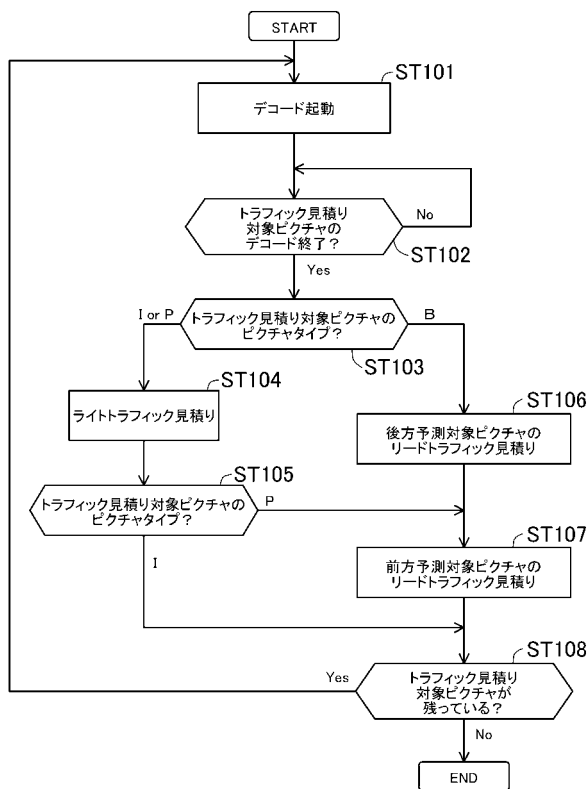 START
ST101
デコード起動
トラフィック見積り
対象ピクチャの
デコード終了？
No
ST102
Yes
I or P
トラフィック見積り対象ピクチャの
ピクチャタイプ？
B
ST103
ST104
ライトトラフィック見積り
ST106
後方予測対象ピクチャの
リードトラフィック見積り
ST105
トラフィック見積り対象ピクチャの
ピクチャタイプ？
P
I
ST107
前方予測対象ピクチャの
リードトラフィック見積り
ST108
Yes
トラフィック見積り
対象ピクチャが
残っている？
No
END